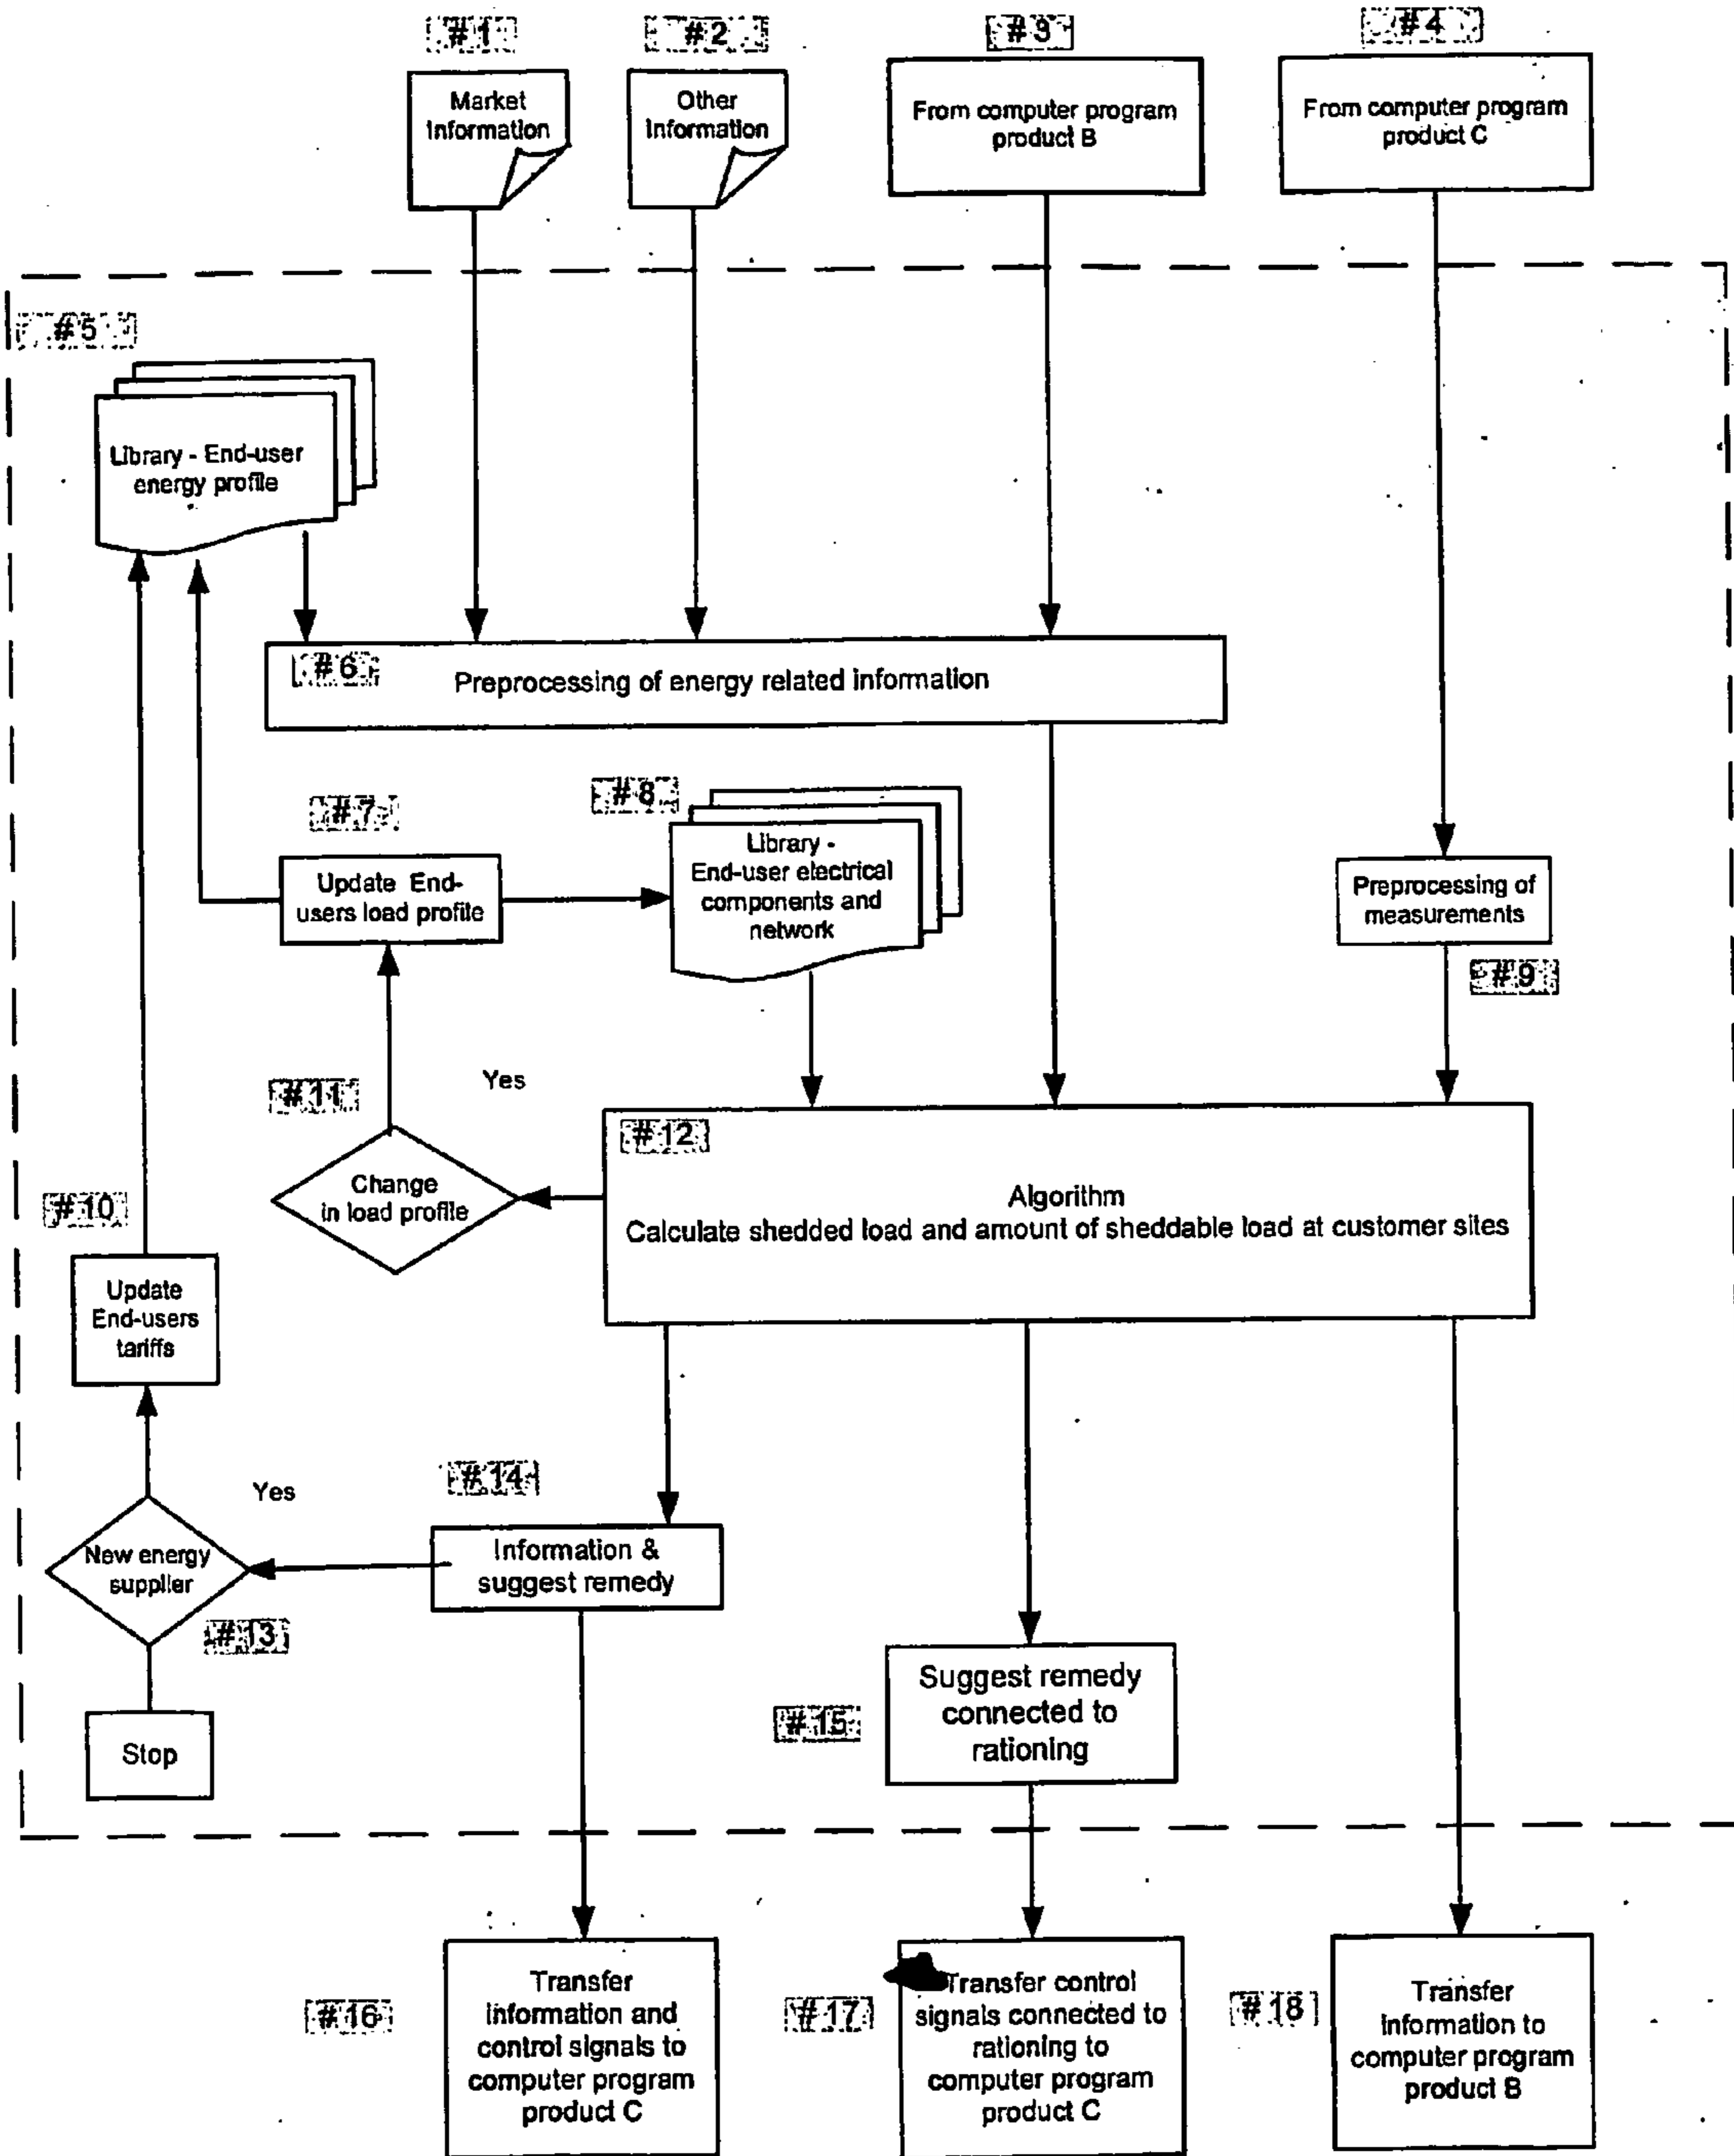 #1
#2
#3
#4
Market
Information
Other
Information
From computer program
product B
From computer program
product C
#5
Library - End-user
energy profile
#6
Preprocessing of energy related information
#7
#8
Update End-
users load profile
Library -
End-user electrical
components and
network
Preprocessing of
measurements
#9
#11
Yes
#12
Change
in load profile
Algorithm
Calculate shedded load and amount of sheddable load at customer sites
#10
Update
End-users
tariffs
Yes
#14
New energy
supplier
Information &
suggest remedy
#13
Stop
#15
Suggest remedy
connected to
rationing
#16
Transfer
information and
control signals to
computer program
product C
#17
Transfer control
signals connected to
rationing to
computer program
product C
#18
Transfer
information to
computer program
product B